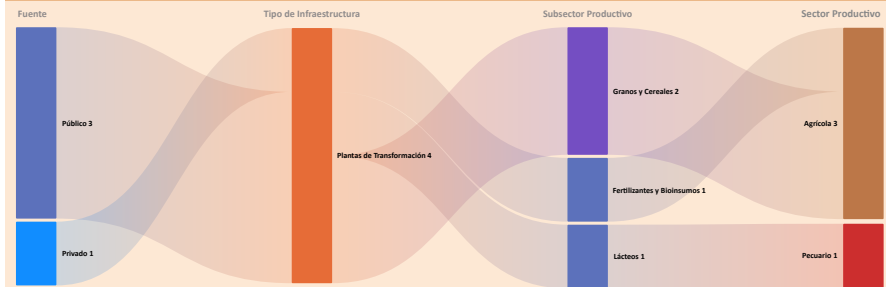 Fuente
Tipo de Infraestructura
Subsector Productivo
Sector Productivo
Público 3
Privado 1
Plantas de Transformación 4
Granos y Cereales 2
Fertilizantes y Bioinsumos 1
Lácteos 1
Agrícola 3
Pecuario 1